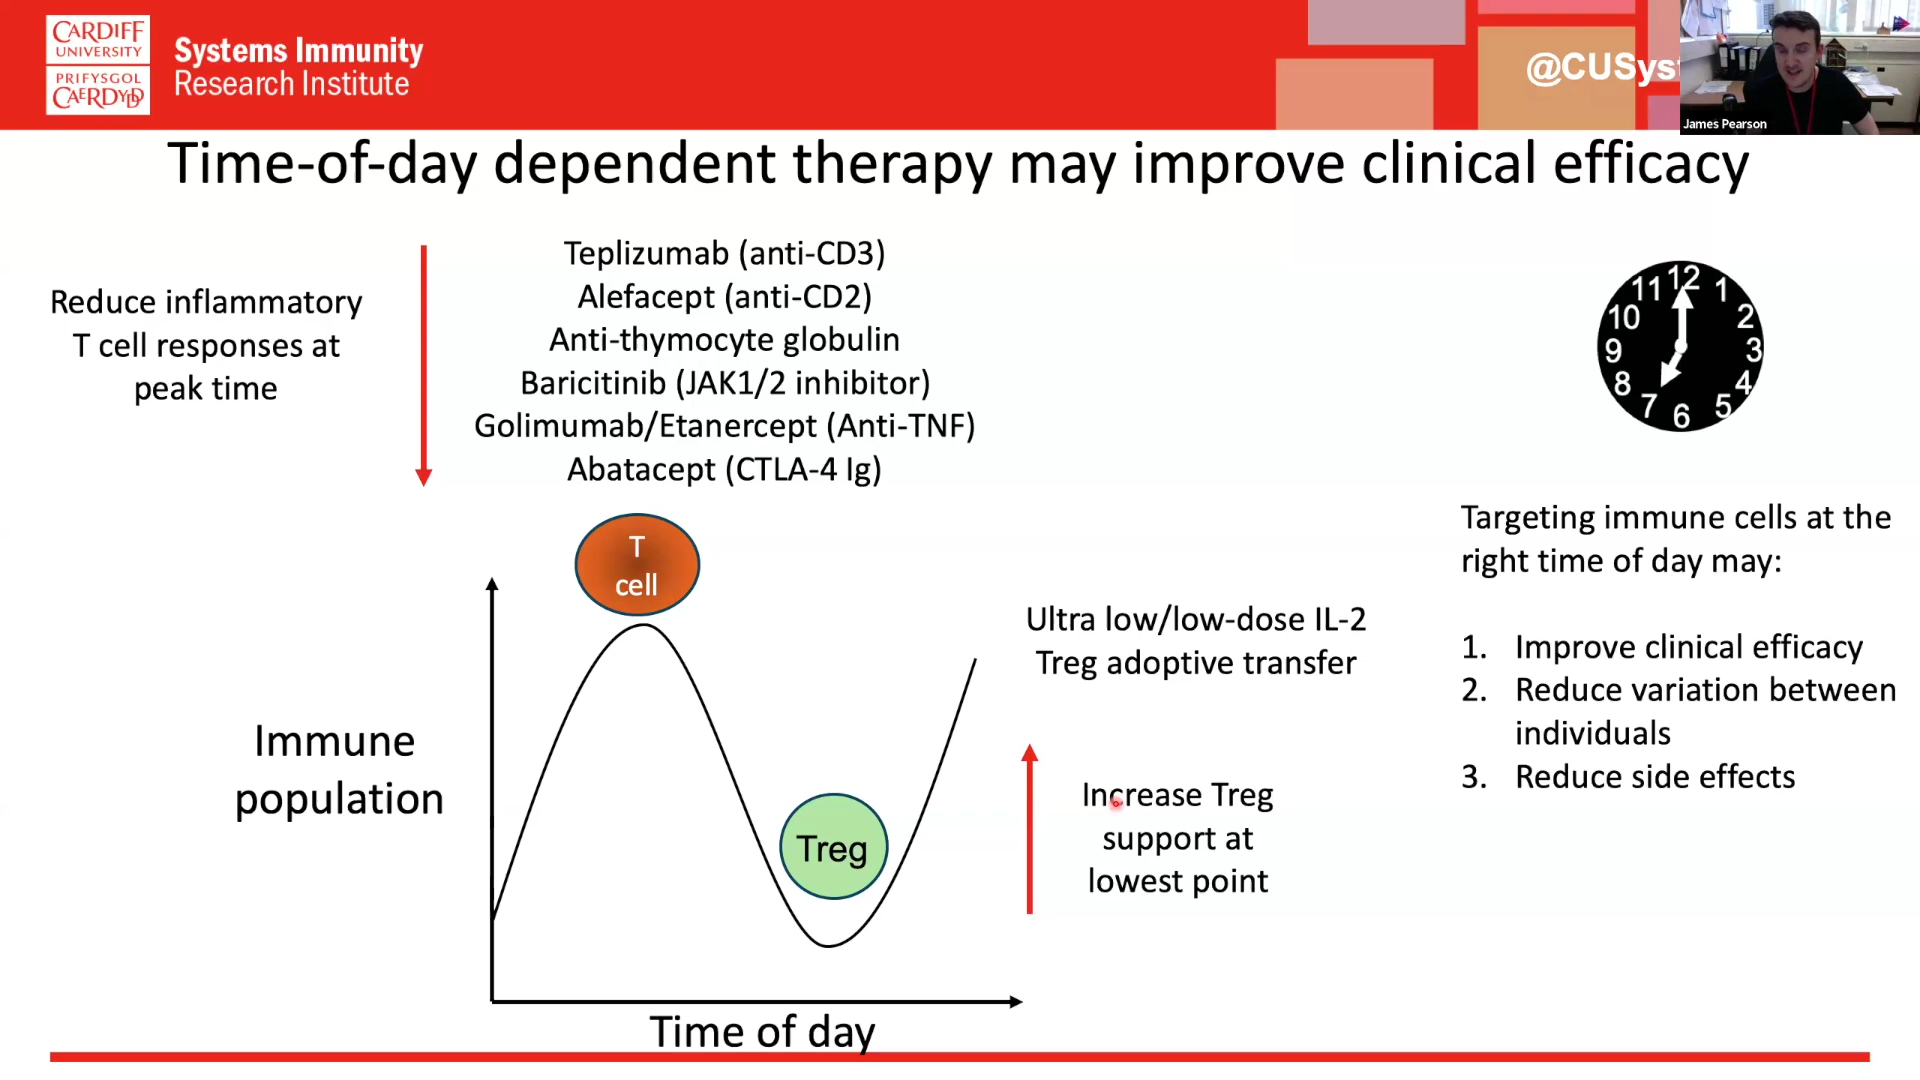 CARDIFF
UNIVERSITY
PRIFYSGOL
CAERDYDD
Systems Immunity
Research Institute
James Pearson
Time-of-day dependent therapy may improve clinical efficacy
Reduce inflammatory
T cell responses at
peak time
Teplizumab (anti-CD3)
Alefacept (anti-CD2)
Anti-thymocyte globulin
Baricitinib (JAK1/2 inhibitor)
Golimumab/Etanercept (Anti-TNF)
Abatacept (CTLA-4 Ig)
12
1
2
3
4
5
6
7
8
9
10
11
T
cell
Immune
population
Treg
Time of day
Ultra low/low-dose IL-2
Treg adoptive transfer
Increase Treg
support at
lowest point
Targeting immune cells at the
right time of day may:
1. Improve clinical efficacy
2. Reduce variation between
individuals
3. Reduce side effects